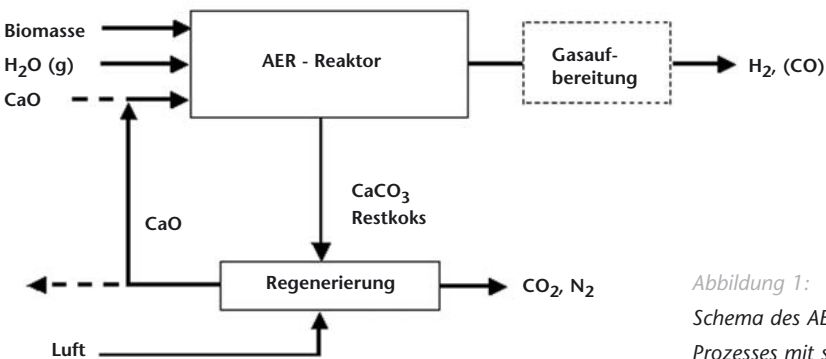 Biomasse
H2O (g)
CaO
AER - Reaktor
Gasauf-
bereitung
H2, (CO)
CaCO3
Restkoks
CaO
Regenerierung
CO2, N2
Luft
Abbildung 1:
Schema des
Prozesses mit